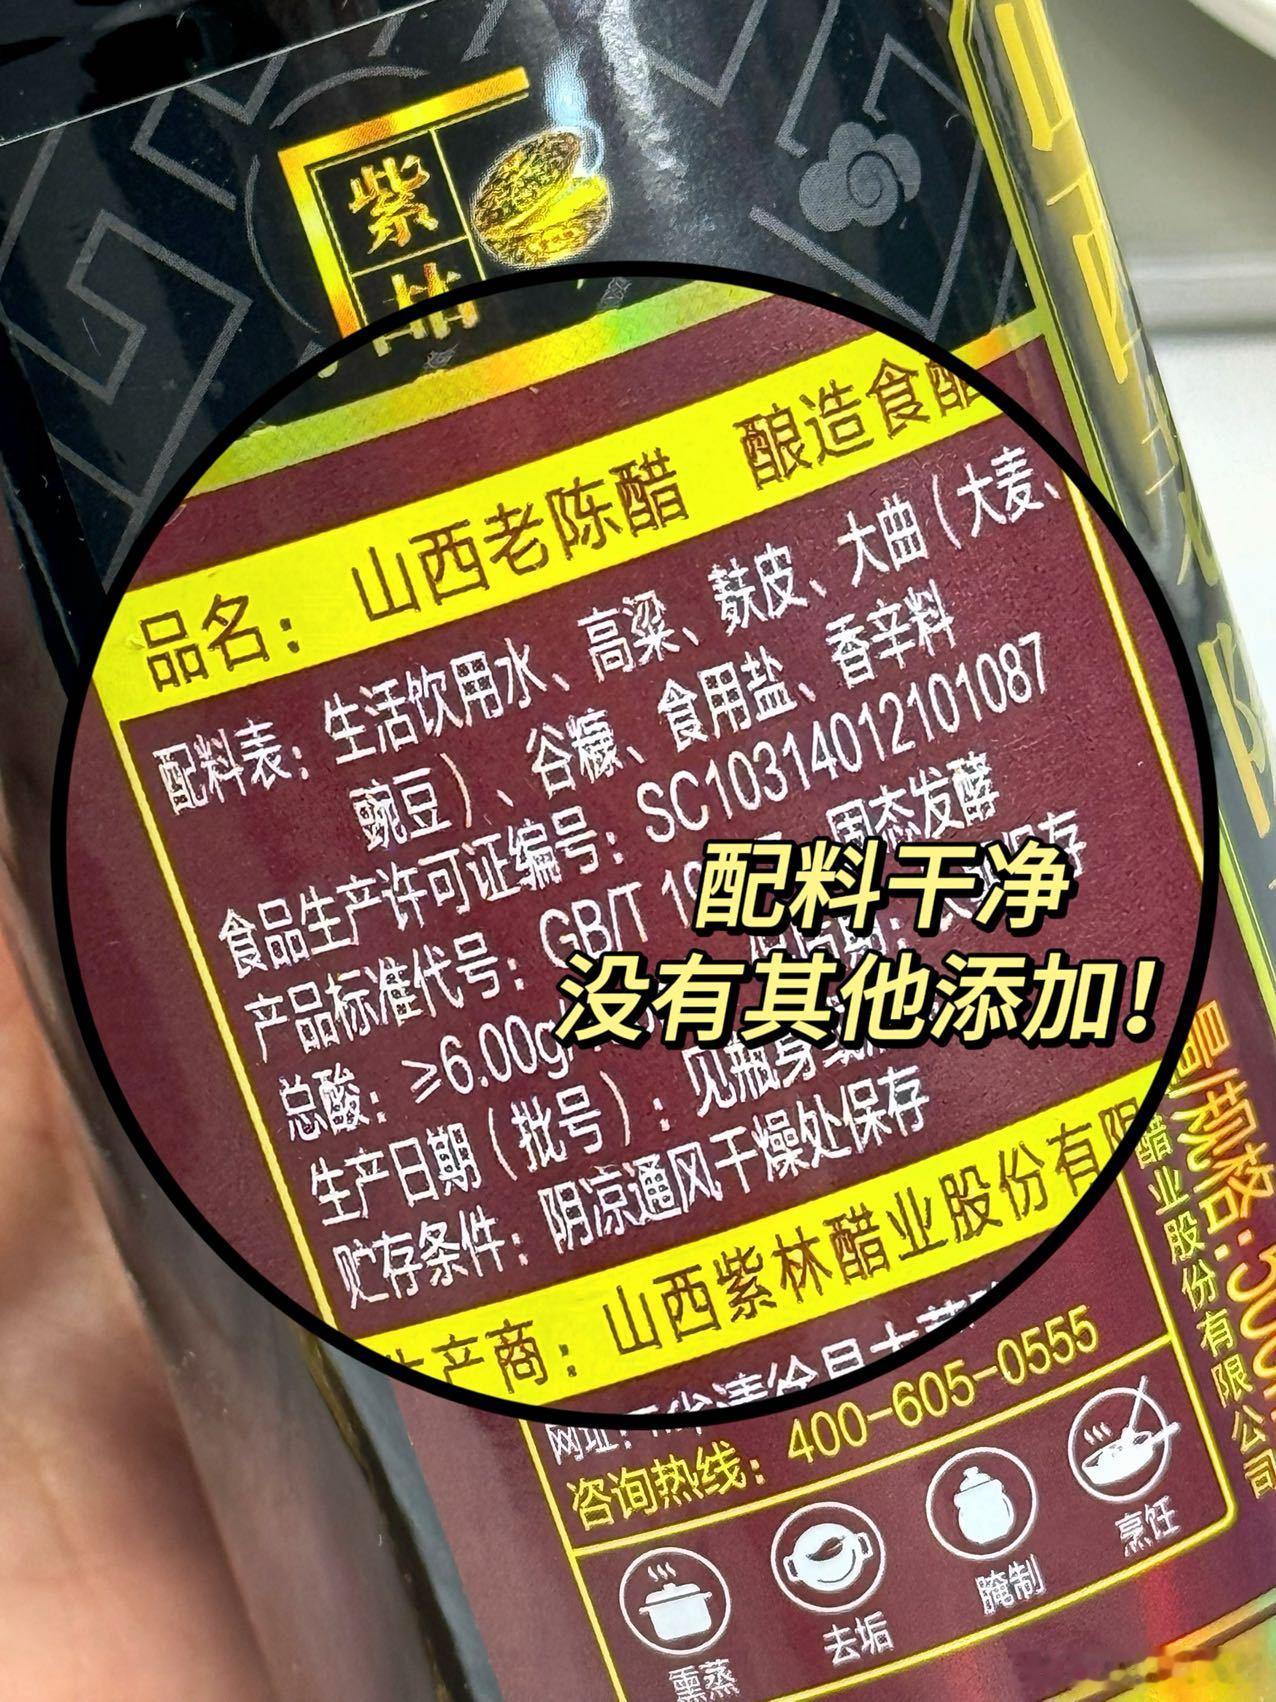 紫林
品名：山西老陈醋 酿造食醋
配料表：生活饮用水、高粱、麸皮、大曲（大麦、
豌豆）、谷糠、食用盐、香辛料
食品生产许可证编号：SC10314012101087
产品标准代号：GB/T 1 固态发酵
总酸：≥6.00g/
配料干净
没有其他添加！
生产日期（批号）：见瓶身
贮存条件：阴凉通风干燥处保存
生产商：山西紫林醋业股份有限
咨询热线：400-605-0555
熏蒸
去垢
腌制
烹饪
醋业股份有限公司